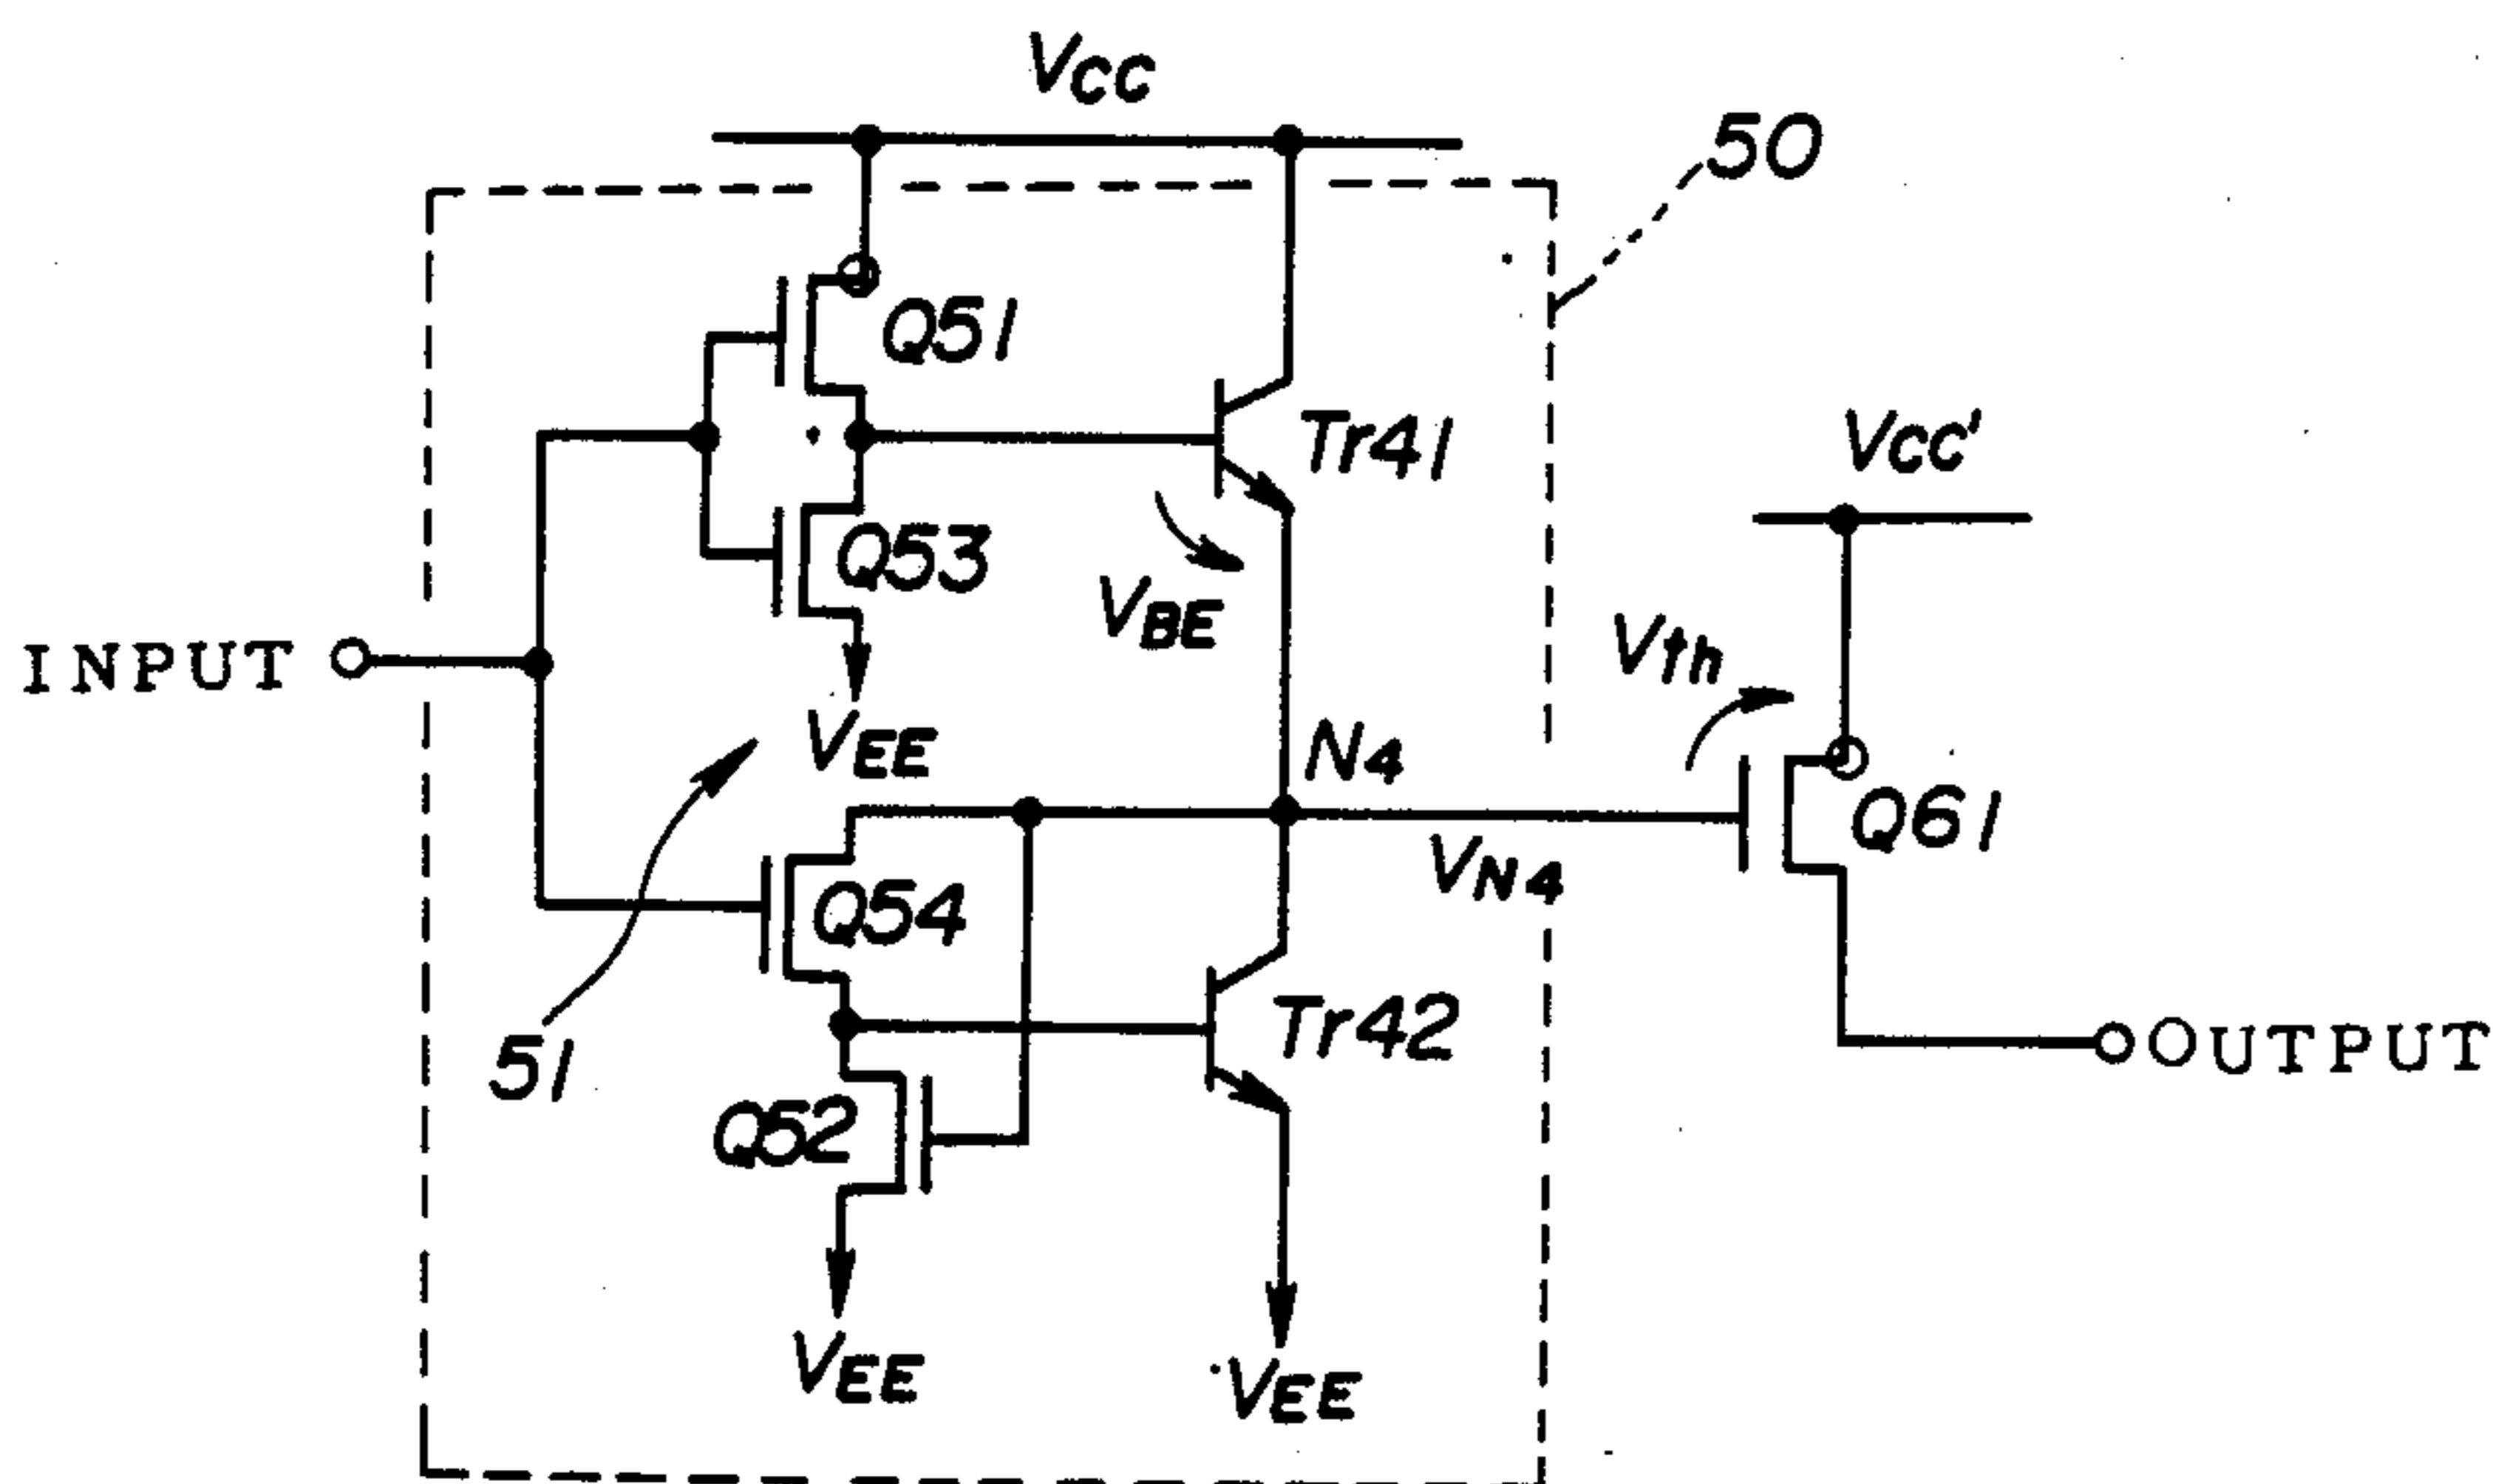 VCC
50
Q51
Tr41
VCC'
Q53
VBE
INPUT
Vth
VEE
N4
Q61
VN4
Q54
51
Tr42
OUTPUT
Q52
VEE
VEE